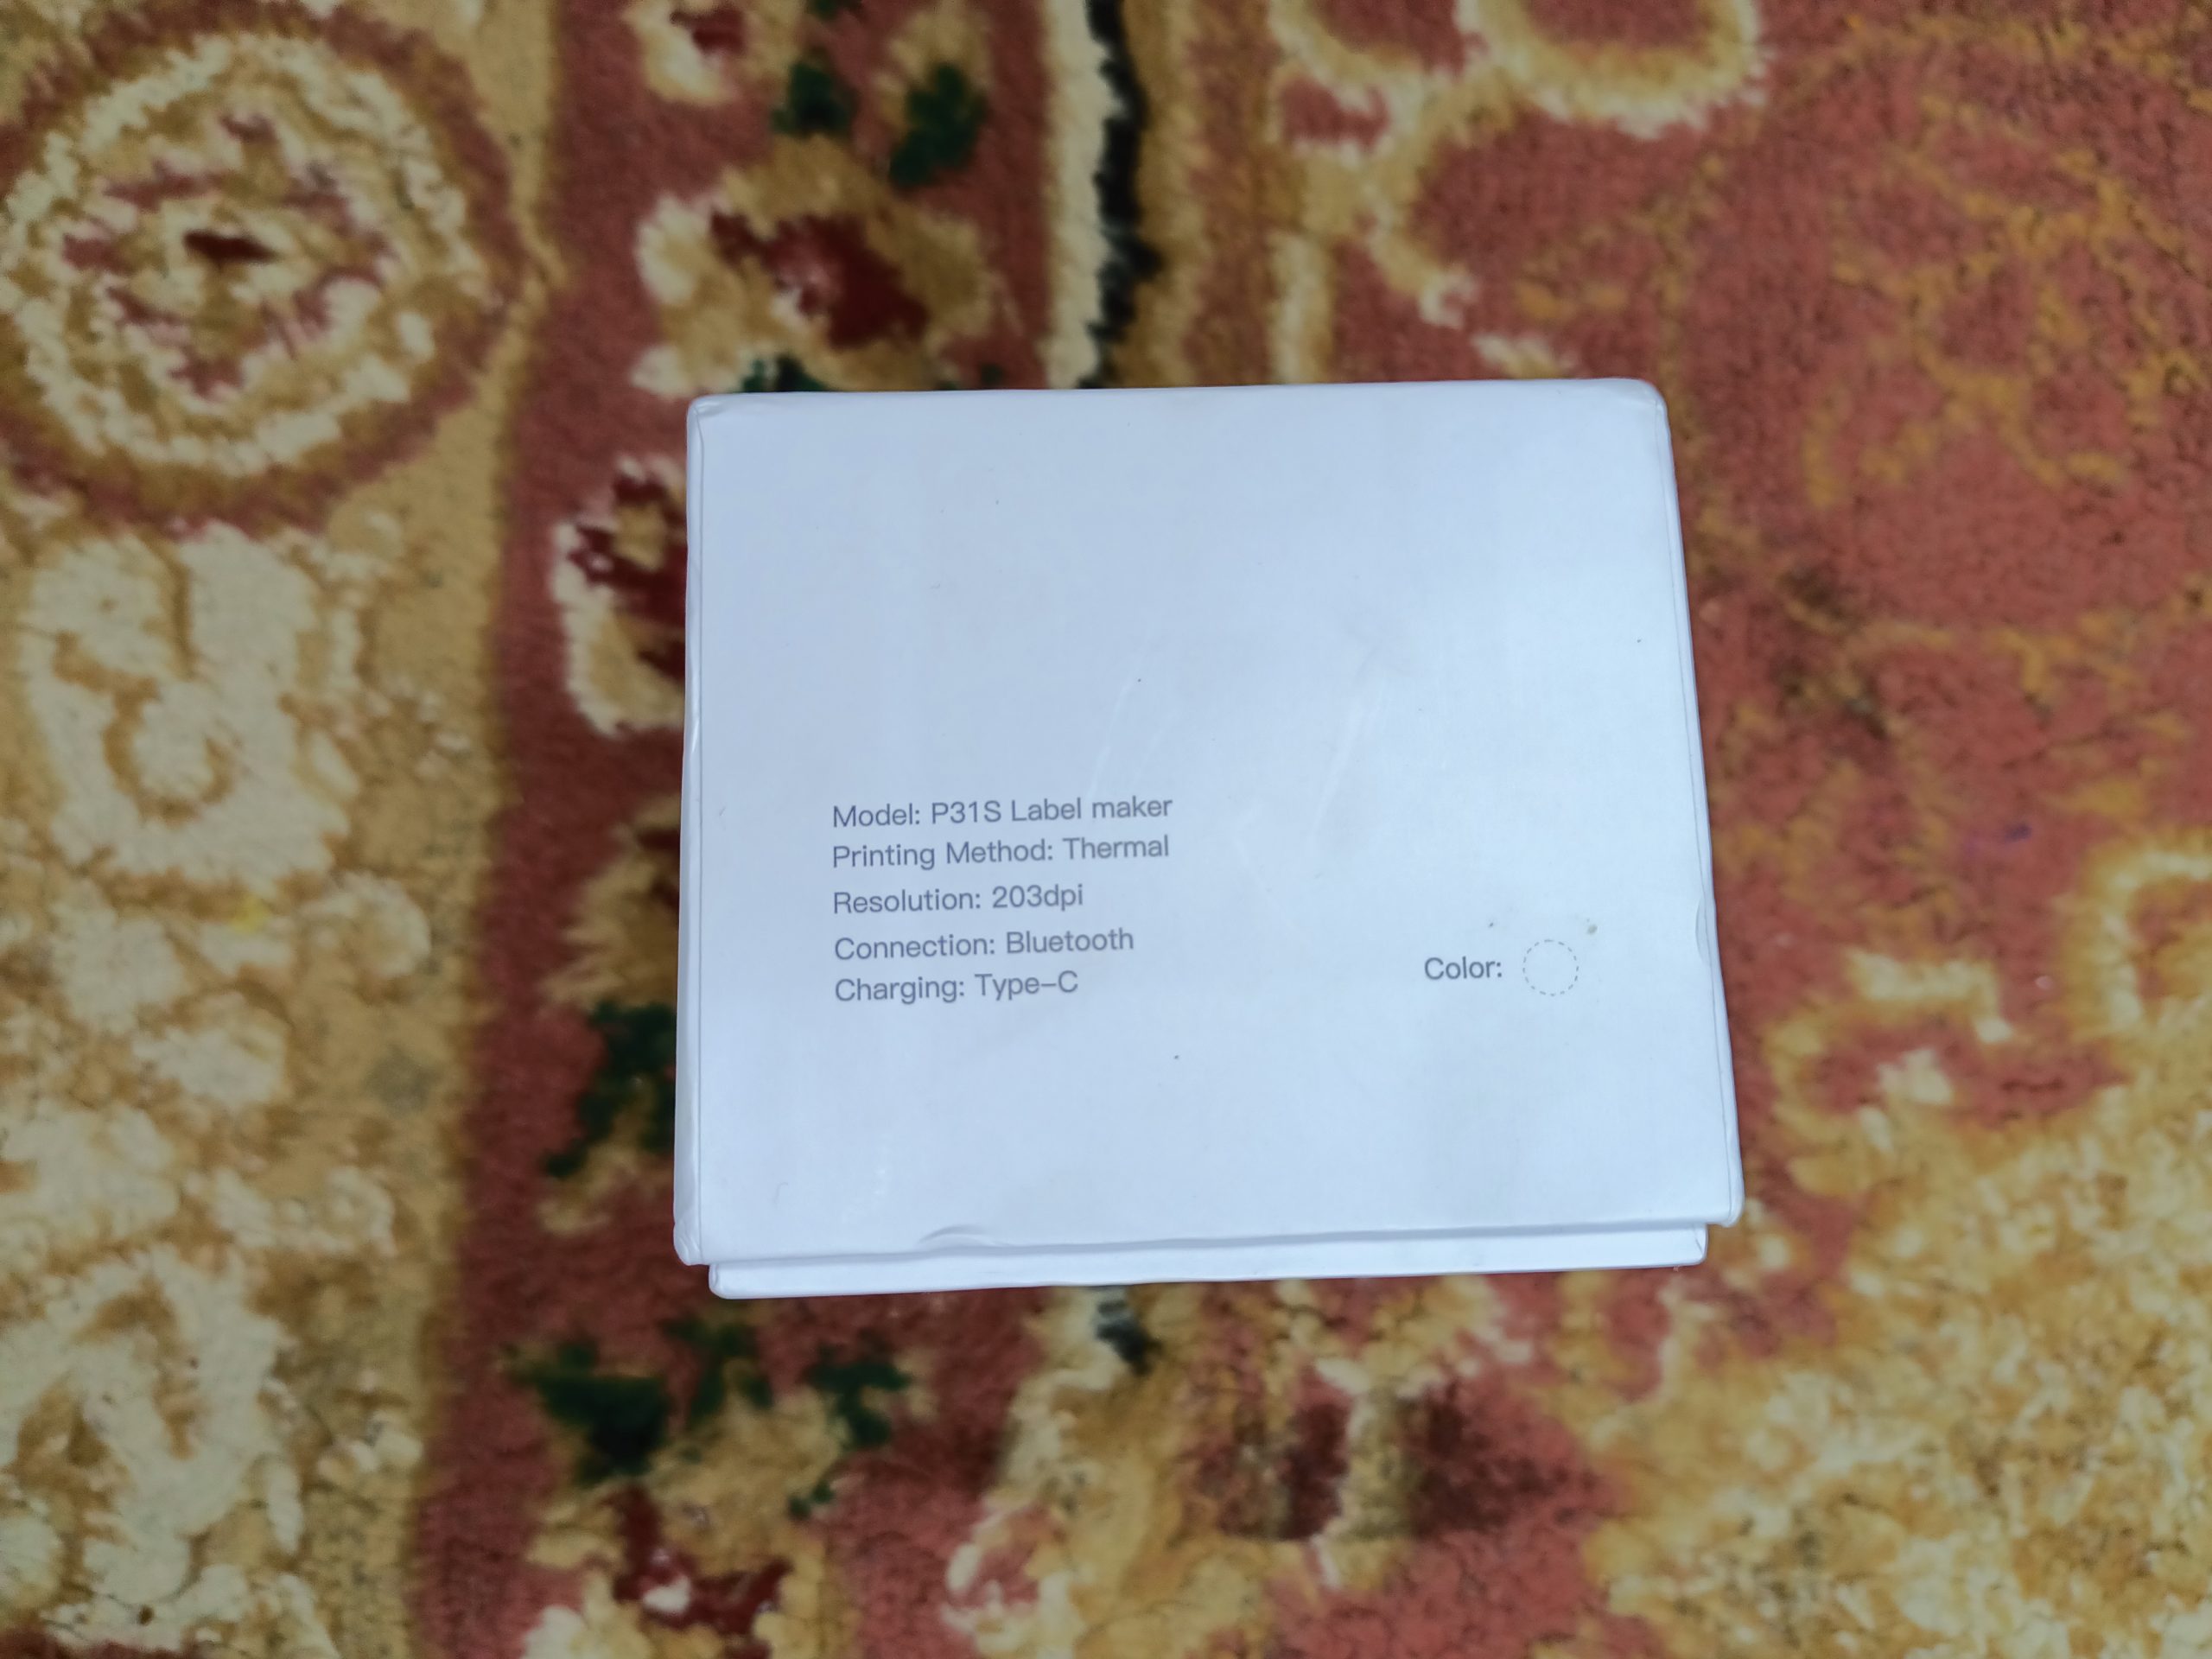 Model: P31S Label maker
Printing Method: Thermal
Resolution: 203dpi
Connection: Bluetooth
Charging: Type-C
Color: